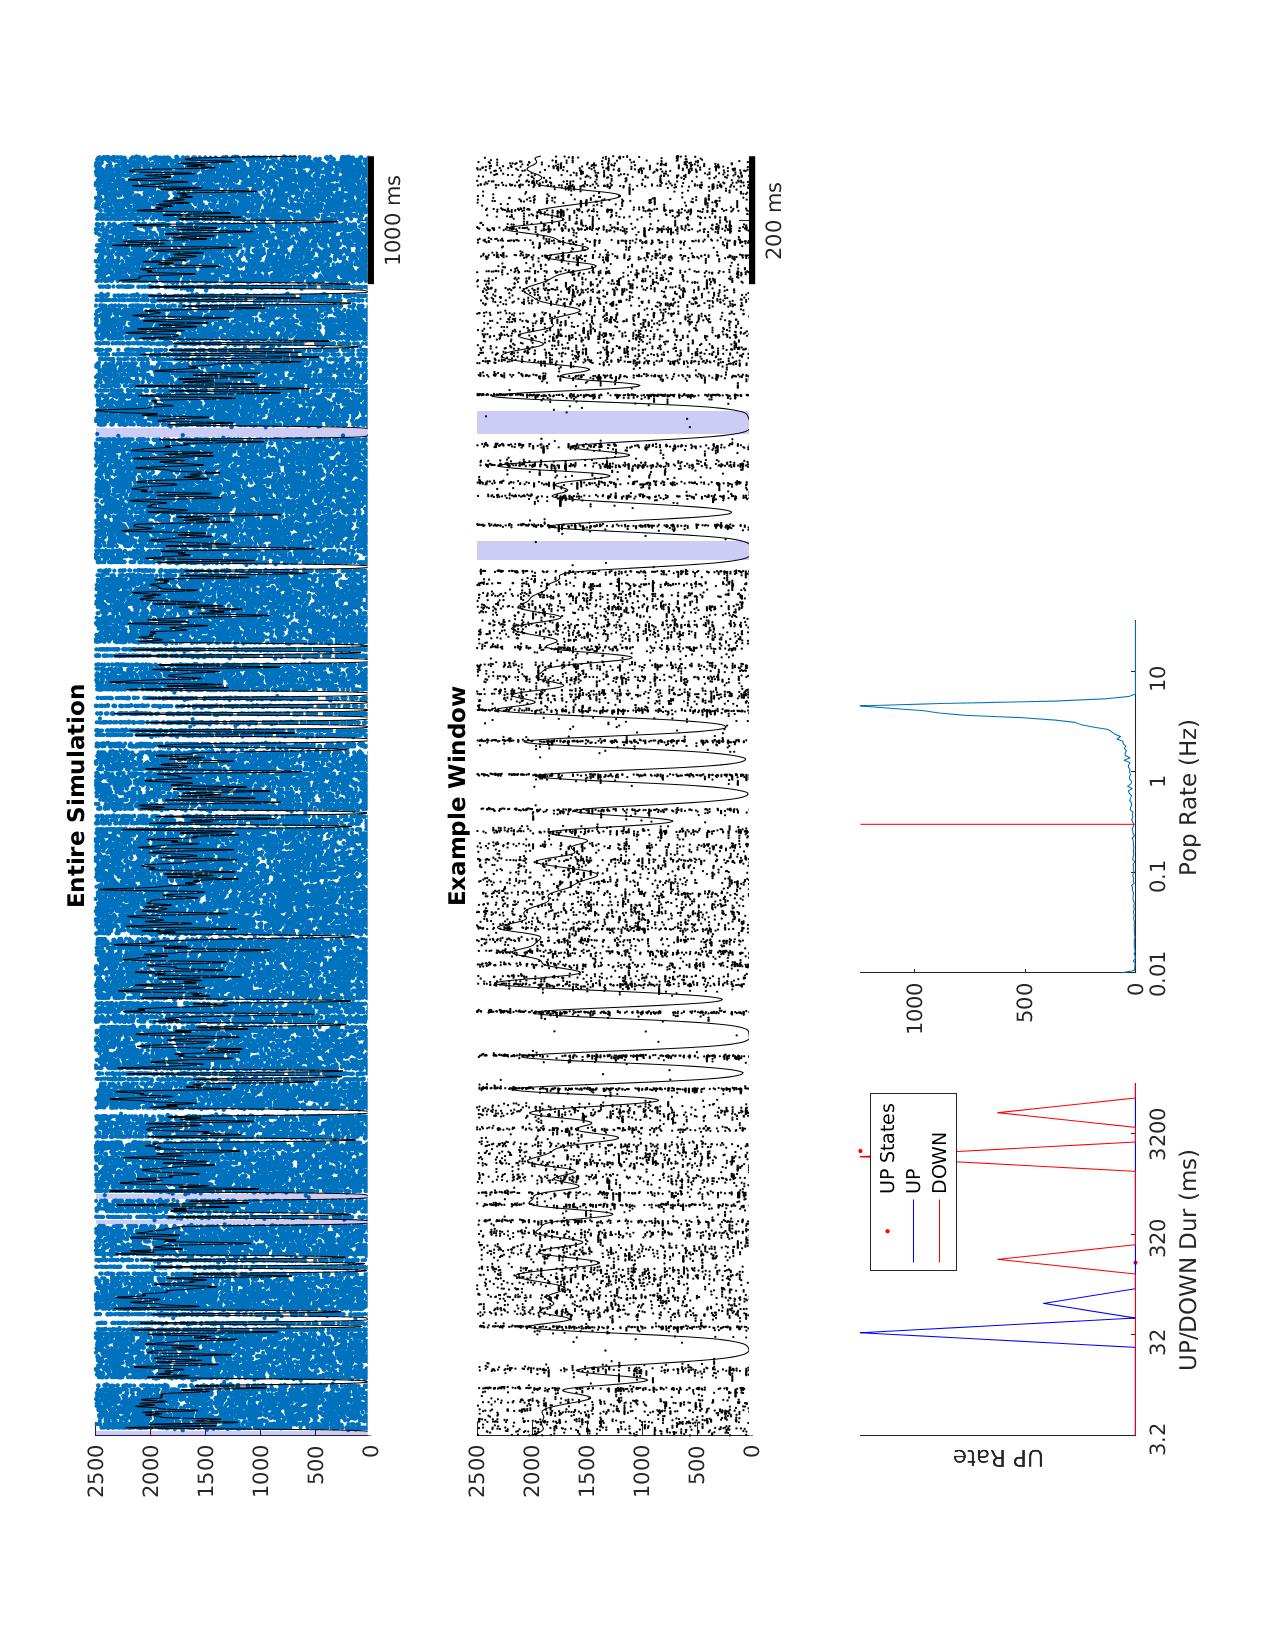 Entire Simulation
2500
2000
1500
1000
500
0
1000 ms
Example Window
2500
2000
1500
1000
500
0
200 ms
UP Rate
UP States
UP
DOWN
3.2
32
320
3200
UP/DOWN Dur (ms)
1000
500
0
0.01
0.1
1
10
Pop Rate (Hz)